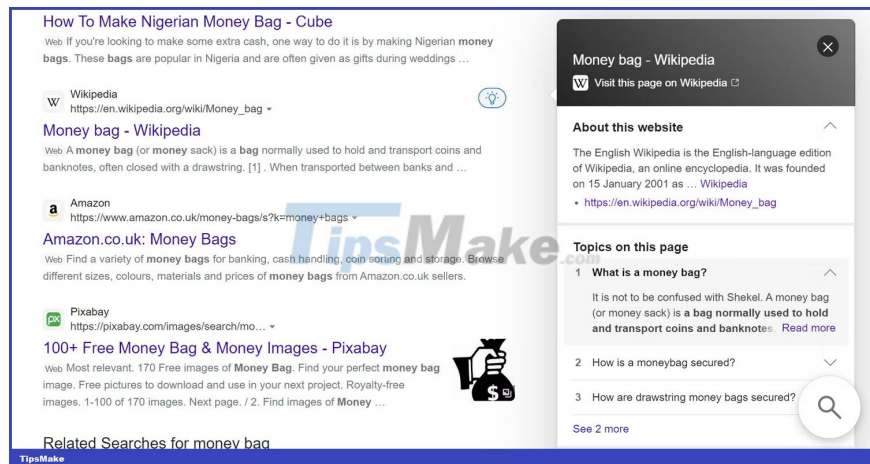 How To Make Nigerian Money Bag - Cube
Web If you're looking to make some extra cash, one way to do it is by making Nigerian money
bags. These bags are popular in Nigeria and are often given as gifts during weddings ...
W
Wikipedia
https://en.wikipedia.org/wiki/Money_bag
Money bag - Wikipedia
Web A money bag (or money sack) is a bag normally used to hold and transport coins and
banknotes, often closed with a drawstring. [1] . When transported between banks and ...
a
Amazon
https://www.amazon.co.uk/money-bags/s?k=money+bags
Amazon.co.uk: Money Bags
Web Find a variety of money bags for banking, cash handling, coin sorting and storage. Browse
different sizes, colours, materials and prices of money bags from Amazon.co.uk sellers.
px
Pixabay
https://pixabay.com/images/search/mo...
100+ Free Money Bag & Money Images - Pixabay
Web Most relevant. 170 Free images of Money Bag. Find your perfect money bag
image. Free pictures to download and use in your next project. Royalty-free
images. 1-100 of 170 images. Next page. / 2. Find images of Money ...
$
Related Searches for money bag
Money bag - Wikipedia
W Visit this page on Wikipedia
About this website
The English Wikipedia is the English-language edition
of Wikipedia, an online encyclopedia. It was founded
on 15 January 2001 as ... Wikipedia
• https://en.wikipedia.org/wiki/Money_bag
Topics on this page
1 What is a money bag?
It is not to be confused with Shekel. A money bag
(or money sack) is a bag normally used to hold
and transport coins and banknotes. Read more
2 How is a moneybag secured?
3 How are drawstring money bags secured?
See 2 more
TipsMake.com
TipsMake